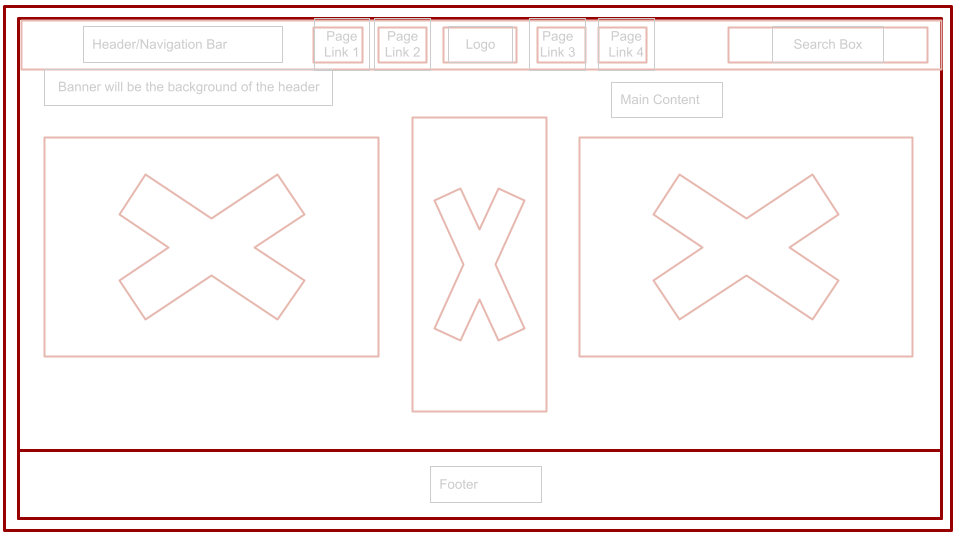 Header/Navigation Bar
Page
Link 1
Page
Link 2
Logo
Page
Link 3
Page
Link 4
Search Box
Banner will be the background of the header
Main Content
Footer